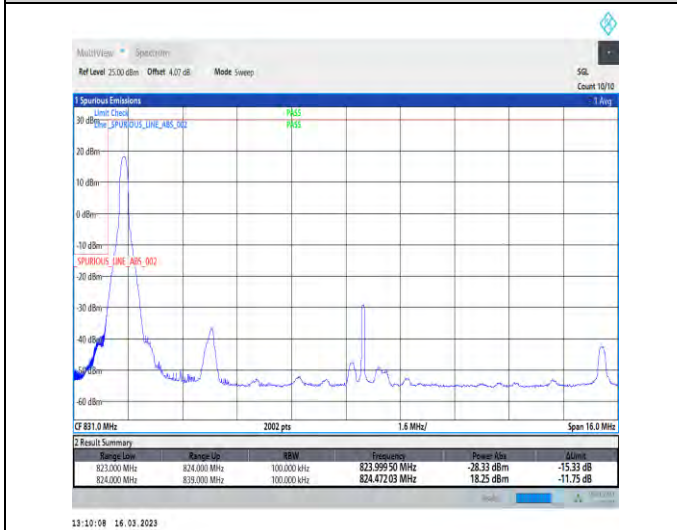 MultiView Spectrum
Ref Level 25.00 dBm Offset 4.07 dB Mode Sweep SGL
Count 10/10
1 Spurious Emissions 1 Avg
Limit Check PASS
30 dBm Line _SPURIOUS_LINE_ABS_002 PASS
20 dBm
10 dBm
0 dBm
-10 dBm
_SPURIOUS_LINE_ABS_002
-20 dBm
-30 dBm
-40 dBm
-50 dBm
-60 dBm
CF 831.0 MHz 2002 pts 1.6 MHz/ Span 16.0 MHz
2 Result Summary
Range Low Range Up RBW Frequency Power Abs ΔLimit
823.000 MHz 824.000 MHz 100.000 kHz 823.99950 MHz -28.33 dBm -15.33 dB
824.000 MHz 839.000 MHz 100.000 kHz 824.47203 MHz 18.25 dBm -11.75 dB
13:10:08 16.03.2023